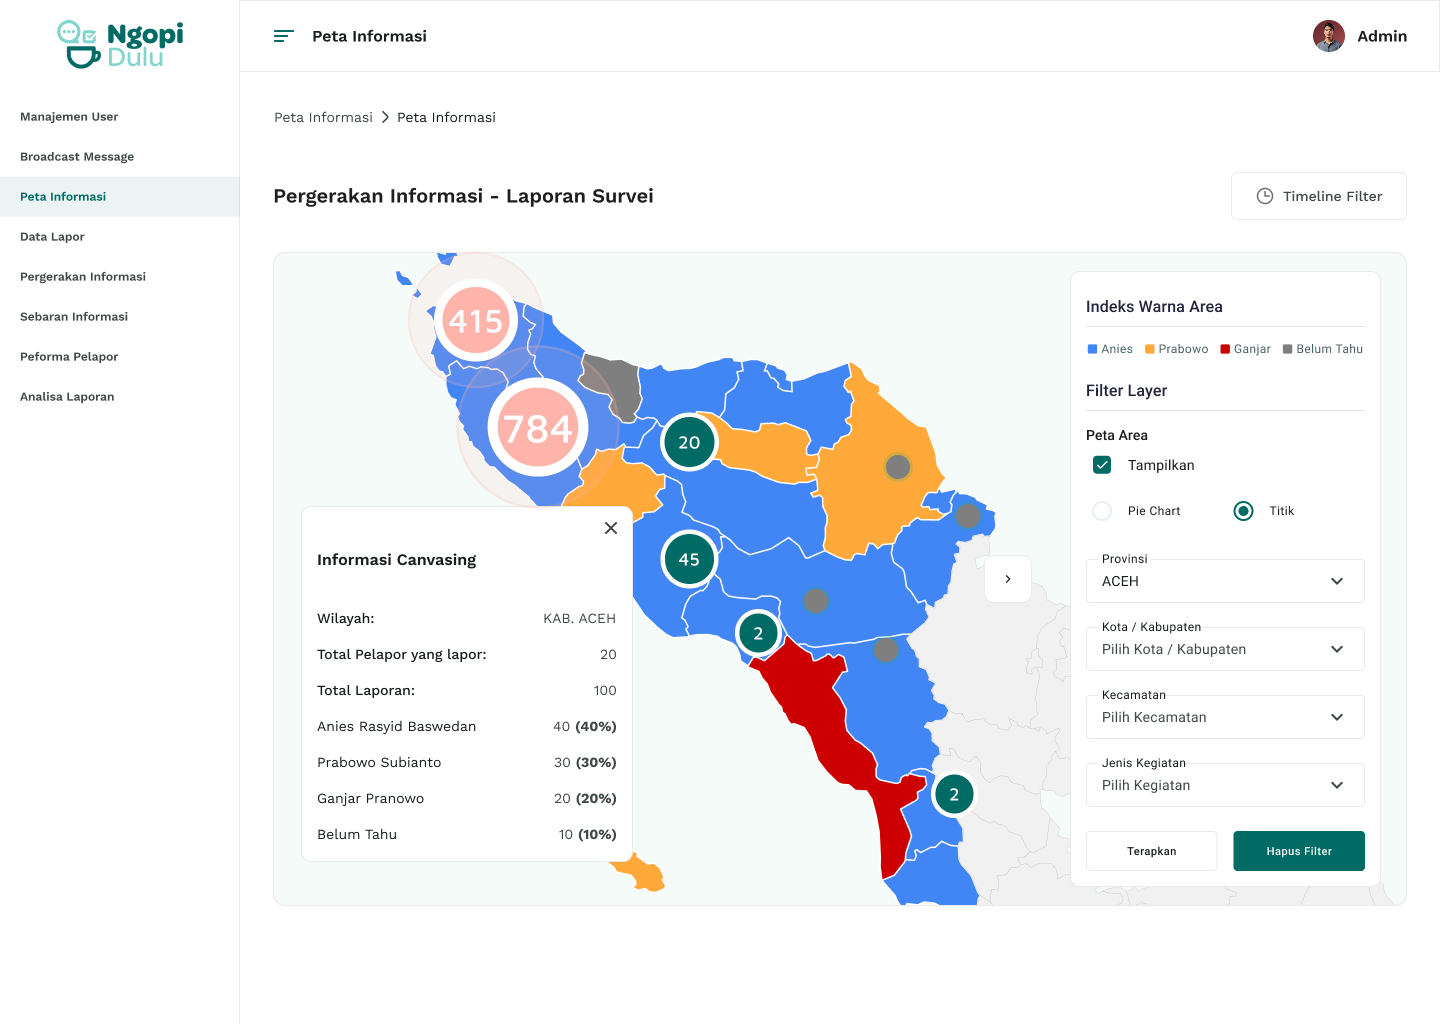 Ngopi
Dulu
Peta Informasi
Admin
Manajemen User
Broadcast Message
Peta Informasi
Data Lapor
Pergerakan Informasi
Sebaran Informasi
Peforma Pelapor
Analisa Laporan
Peta Informasi > Peta Informasi
Pergerakan Informasi - Laporan Survei
Timeline Filter
415
784
20
45
2
2
Informasi Canvasing
Wilayah: KAB. ACEH
Total Pelapor yang lapor: 20
Total Laporan: 100
Anies Rasyid Baswedan 40 (40%)
Prabowo Subianto 30 (30%)
Ganjar Pranowo 20 (20%)
Belum Tahu 10 (10%)
Indeks Warna Area
Anies Prabowo Ganjar Belum Tahu
Filter Layer
Peta Area
Tampilkan
Pie Chart Titik
Provinsi
ACEH
Kota / Kabupaten
Pilih Kota / Kabupaten
Kecamatan
Pilih Kecamatan
Jenis Kegiatan
Pilih Kegiatan
Terapkan Hapus Filter